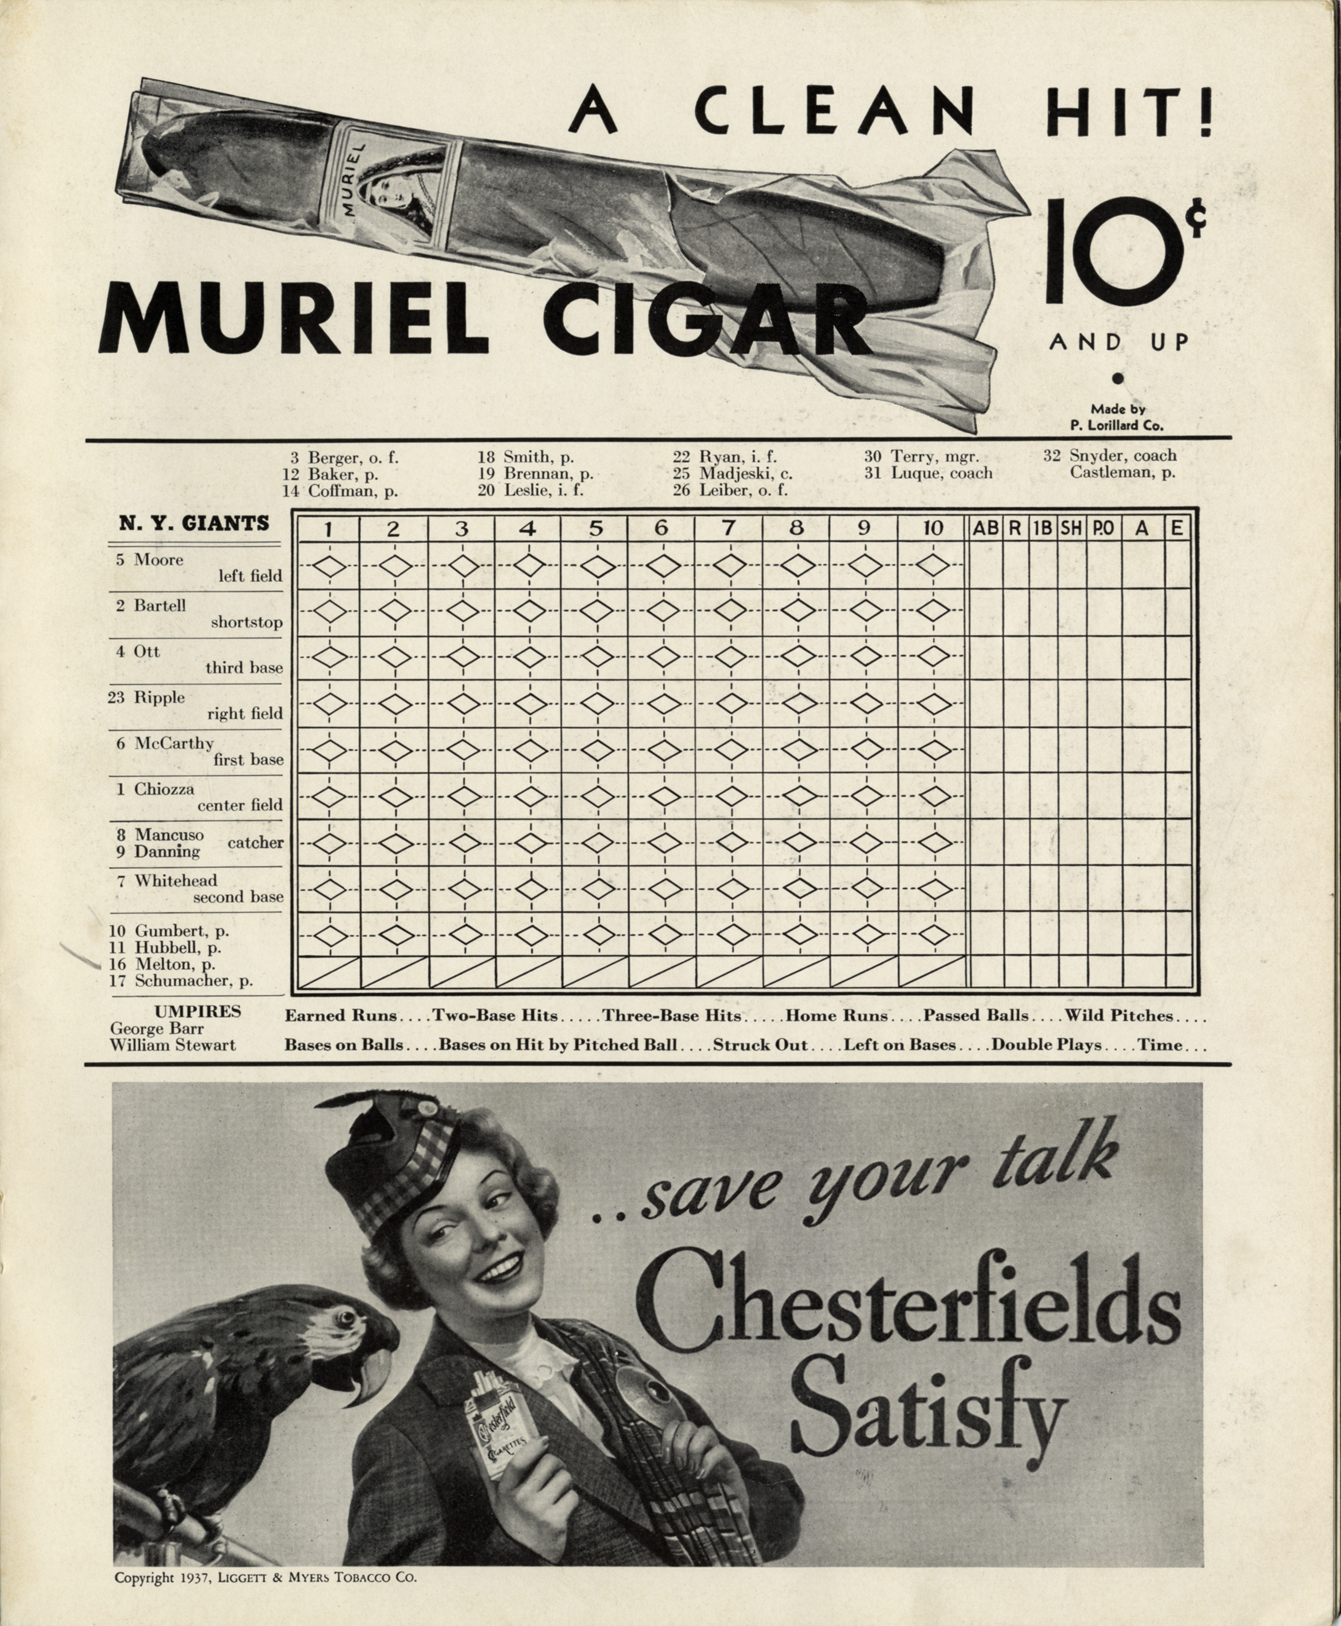 A CLEAN HIT!
MURIEL
10¢
MURIEL CIGAR
AND UP
Made by
P. Lorillard Co.
3 Berger, o. f.
12 Baker, p.
14 Coffman, p.
18 Smith, p.
19 Brennan, p.
20 Leslie, i. f.
22 Ryan, i. f.
25 Madjeski, c.
26 Leiber, o. f.
30 Terry, mgr.
31 Luque, coach
32 Snyder, coach
Castleman, p.
N. Y. GIANTS 1 2 3 4 5 6 7 8 9 10 AB R 1B SH P.O A E
5 Moore
left field
2 Bartell
shortstop
4 Ott
third base
23 Ripple
right field
6 McCarthy
first base
1 Chiozza
center field
8 Mancuso
9 Danning
catcher
7 Whitehead
second base
10 Gumbert, p.
11 Hubbell, p.
16 Melton, p.
17 Schumacher, p.
UMPIRES
George Barr
William Stewart
Earned Runs....Two-Base Hits.....Three-Base Hits.....Home Runs....Passed Balls....Wild Pitches....
Bases on Balls....Bases on Hit by Pitched Ball....Struck Out....Left on Bases....Double Plays....Time...
..save your talk
Chesterfields
Satisfy
Chesterfield
CIGARETTES
Copyright 1937, LIGGETT & MYERS TOBACCO CO.